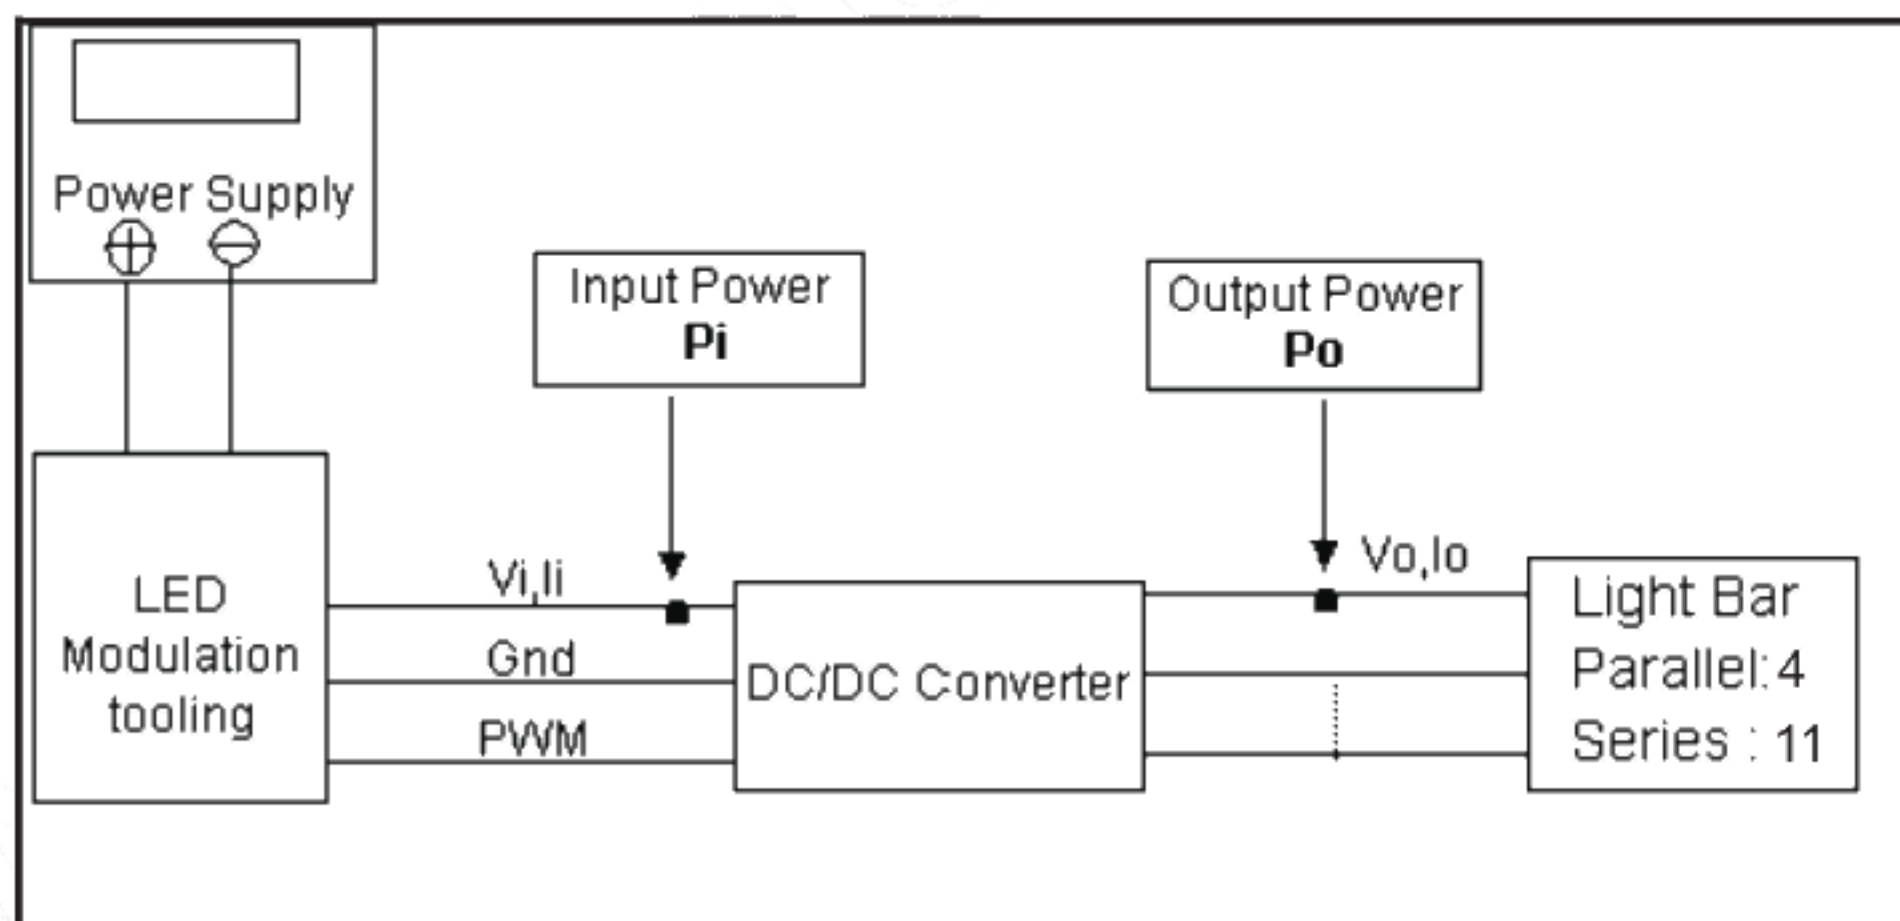 Power Supply
Input Power
Pi
Output Power
Po
LED
Modulation
tooling
Vi,Ii
Gnd
PWM
DC/DC Converter
Vo,Io
Light Bar
Parallel: 4
Series : 11